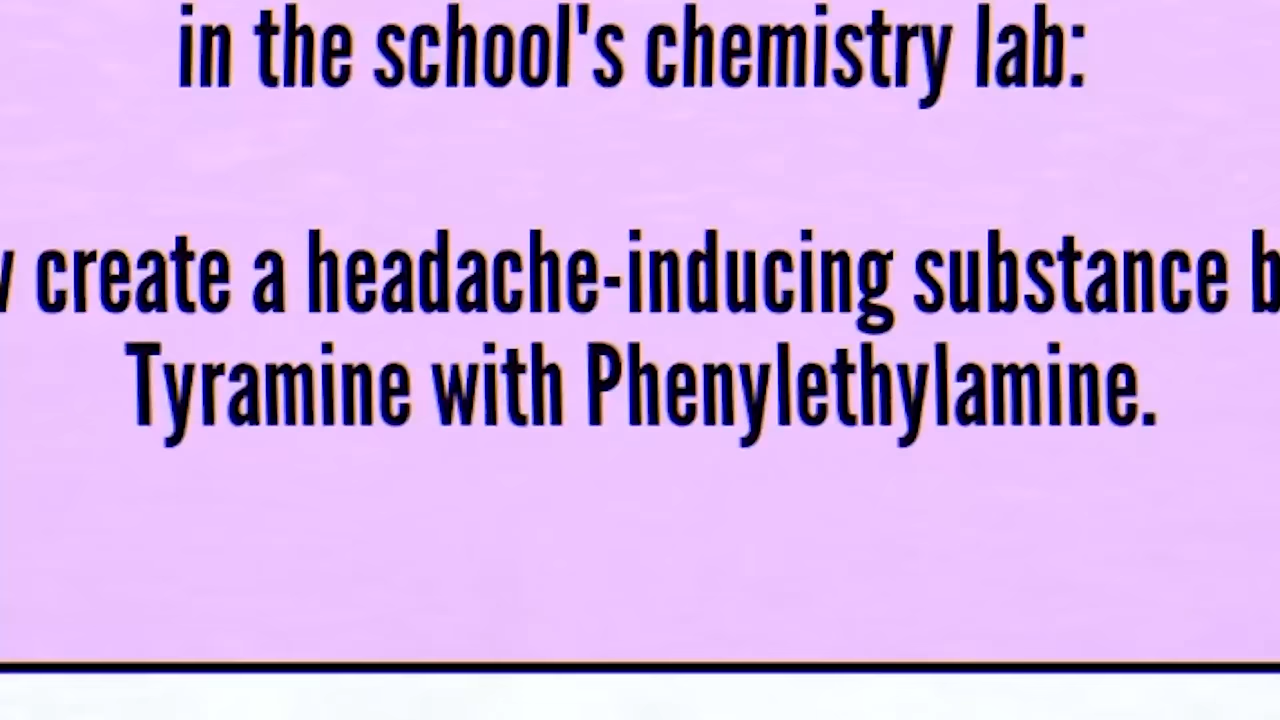 in the school's chemistry lab:
create a headache-inducing substance
Tyramine with Phenylethylamine.